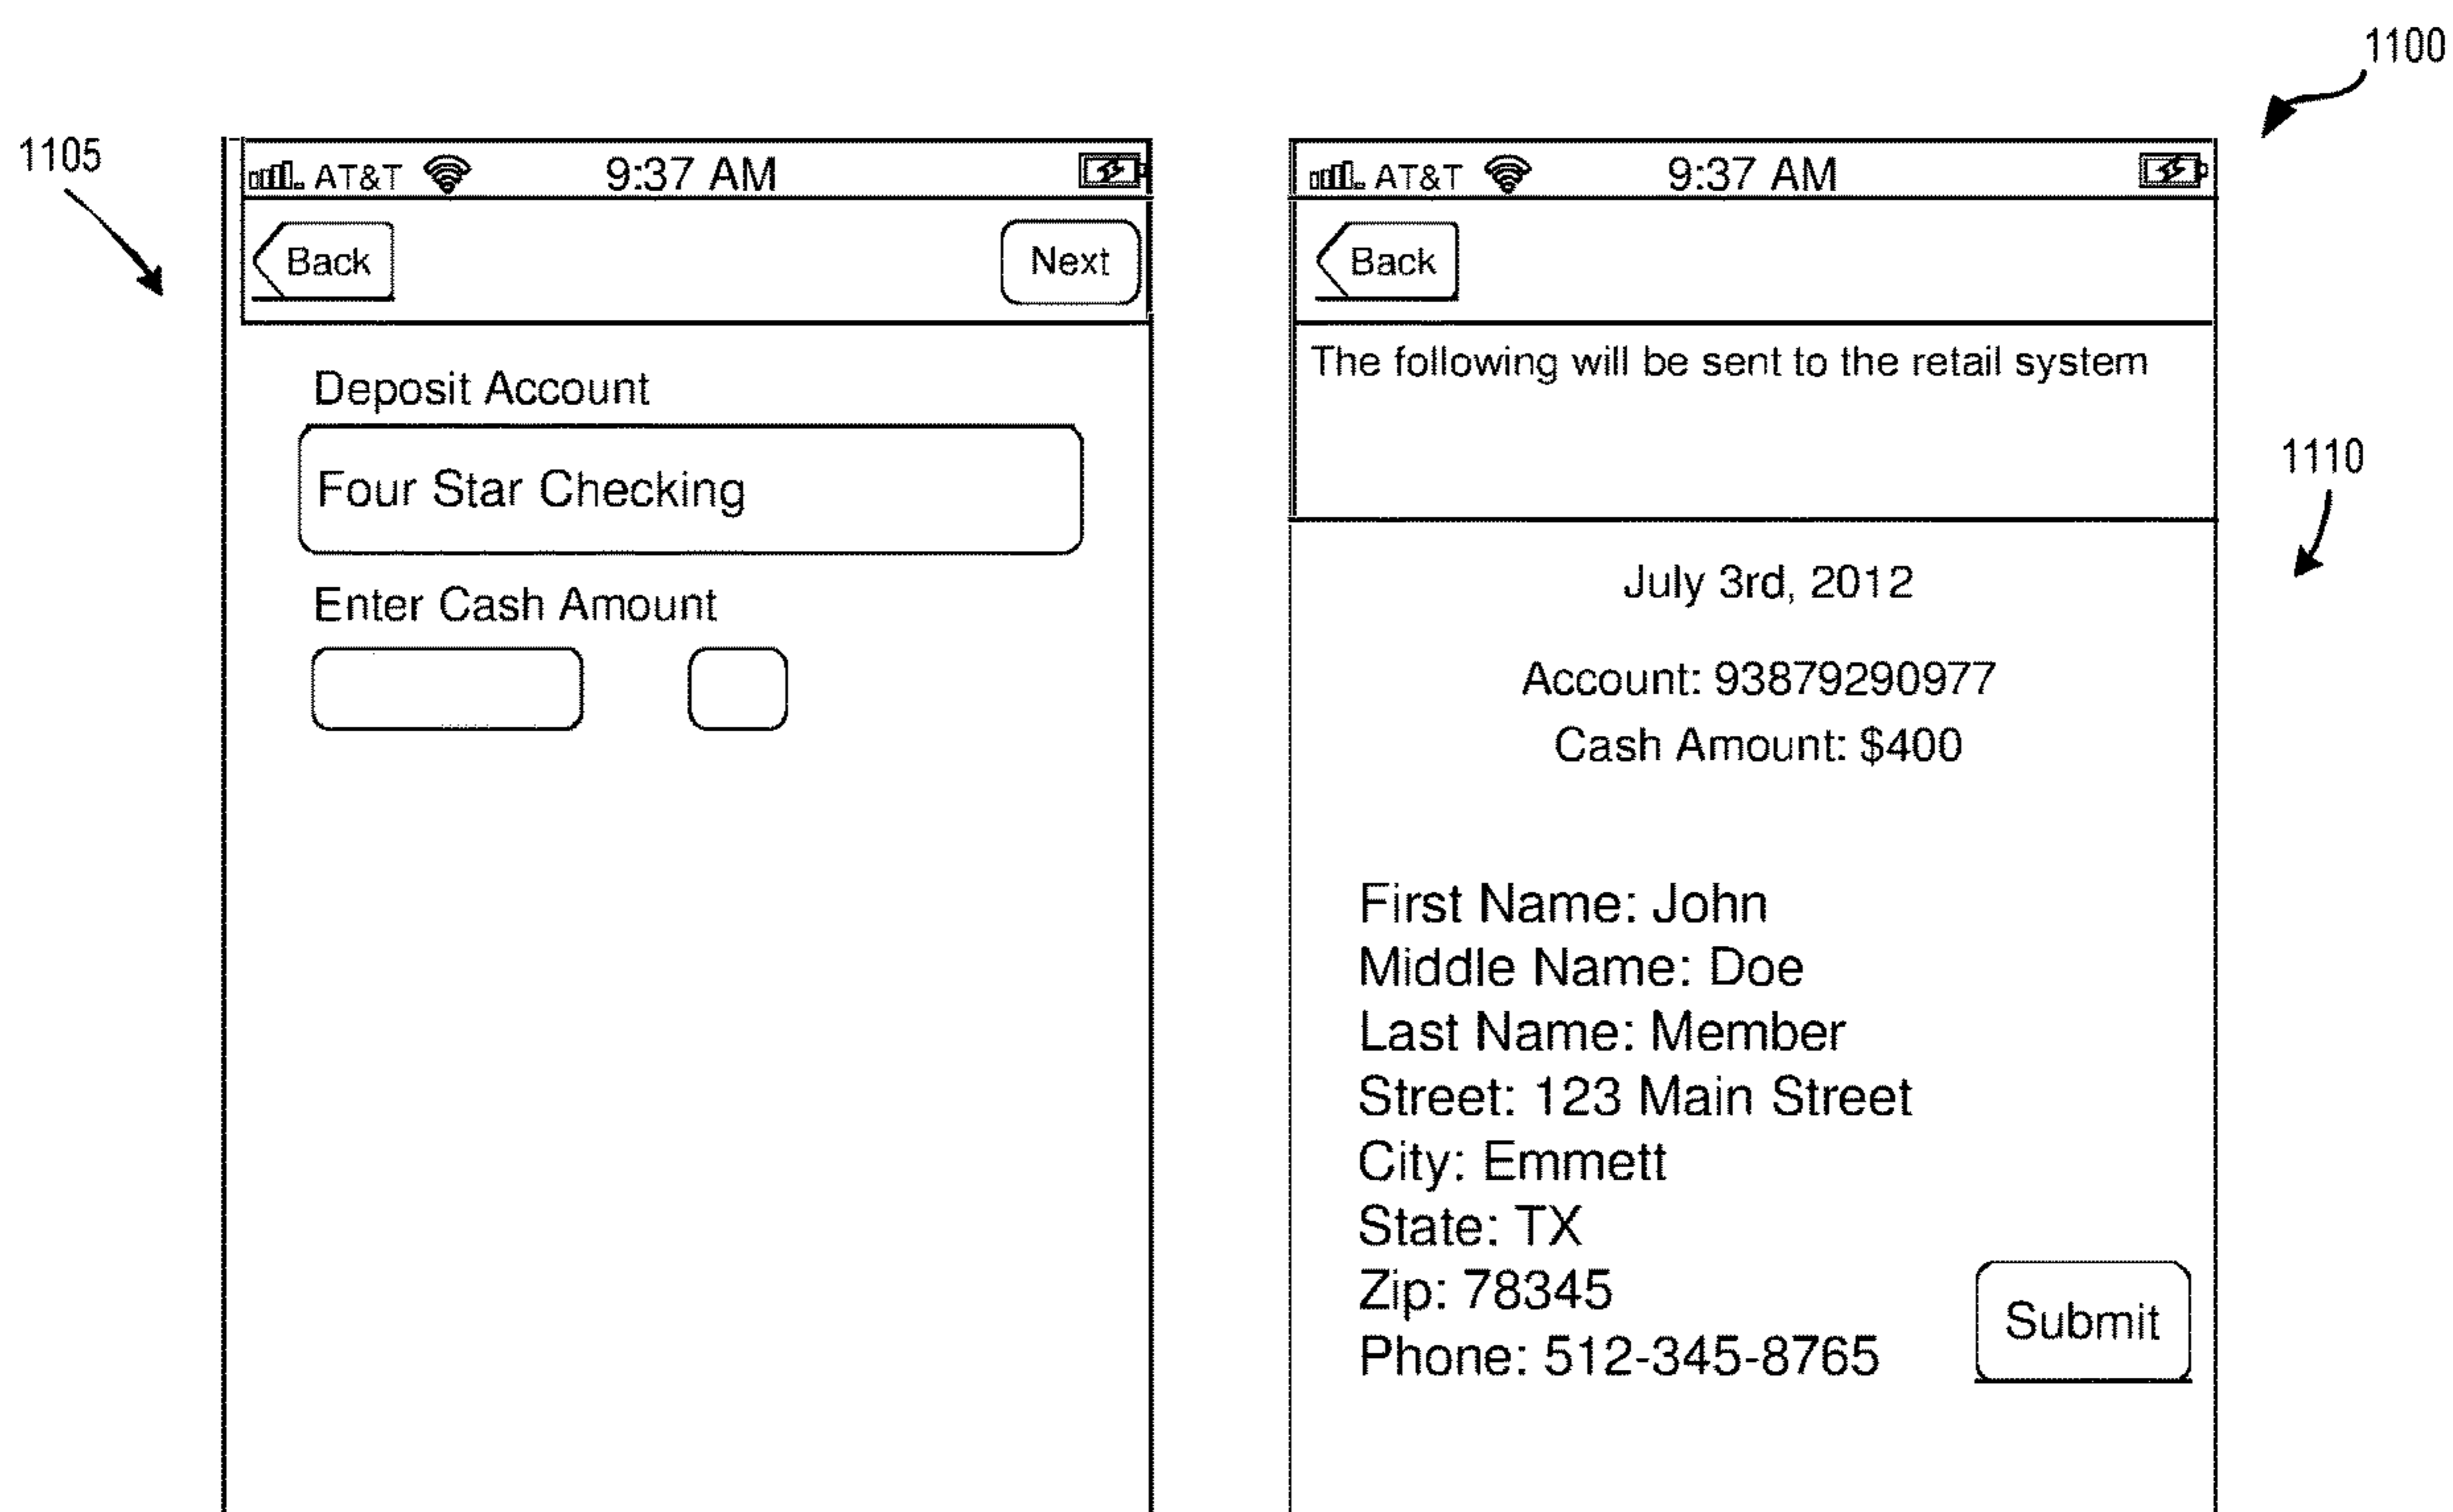 1100
1105
AT&T 9:37 AM
Back Next
Deposit Account
Four Star Checking
Enter Cash Amount
AT&T 9:37 AM
Back
The following will be sent to the retail system
1110
July 3rd, 2012
Account: 93879290977
Cash Amount: $400
First Name: John
Middle Name: Doe
Last Name: Member
Street: 123 Main Street
City: Emmett
State: TX
Zip: 78345
Phone: 512-345-8765
Submit